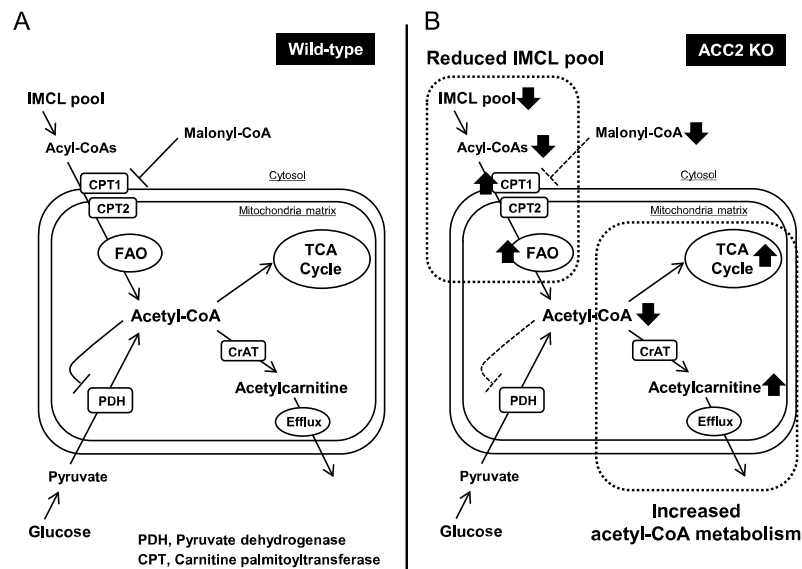 A
Wild-type
IMCL pool
Acyl-CoAs
Malonyl-CoA
Cytosol
CPT1
CPT2
Mitochondria matrix
FAO
TCA
Cycle
Acetyl-CoA
CrAT
Acetylcarnitine
PDH
Efflux
Pyruvate
Glucose
PDH, Pyruvate dehydrogenase
CPT, Carnitine palmitoyltransferase
B
ACC2 KO
Reduced IMCL pool
IMCL pool
Acyl-CoAs
Malonyl-CoA
Cytosol
CPT1
CPT2
Mitochondria matrix
FAO
TCA
Cycle
Acetyl-CoA
CrAT
Acetylcarnitine
PDH
Efflux
Pyruvate
Glucose
Increased
acetyl-CoA metabolism